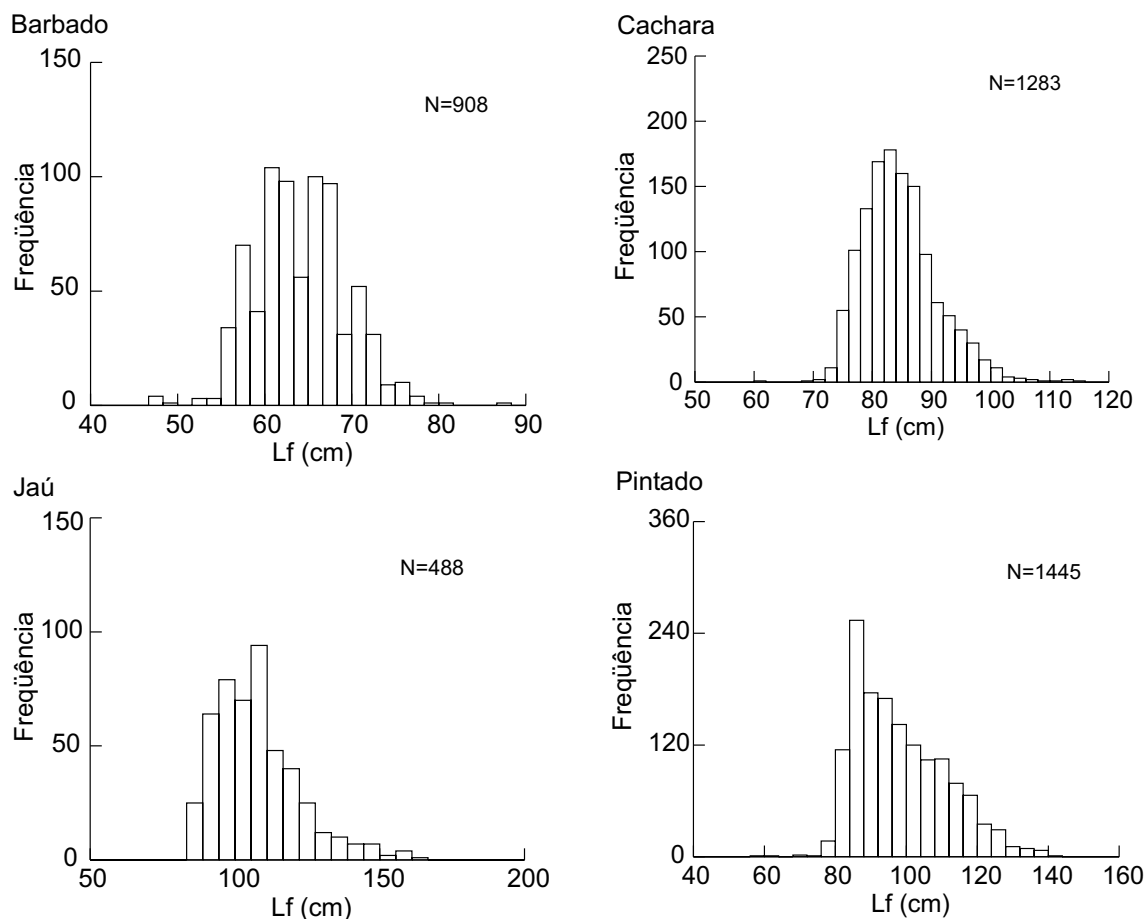 Barbado
150
N=908
100
Freqüência
50
0
40 50 60 70 80 90
Lf (cm)
Cachara
250
N=1283
200
150
Freqüência
100
50
0
50 60 70 80 90 100 110 120
Lf (cm)
Jaú
150
N=488
100
Freqüência
50
0
50 100 150 200
Lf (cm)
Pintado
360
N=1445
240
Freqüência
120
0
40 60 80 100 120 140 160
Lf (cm)